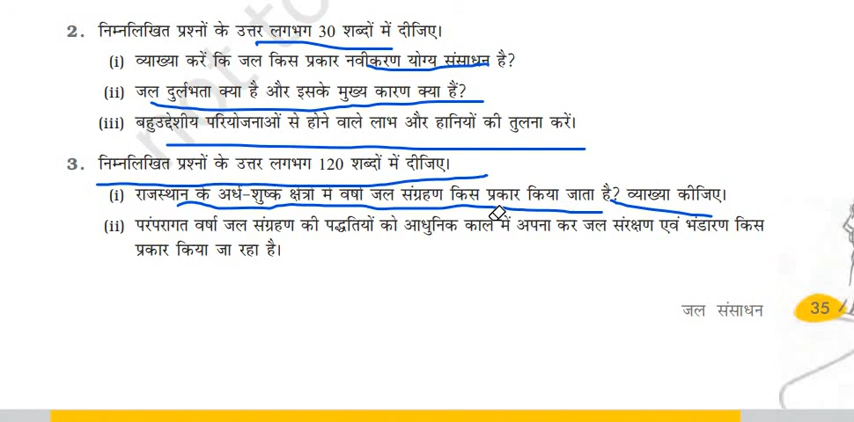 2. निम्नलिखित प्रश्नों के उत्तर लगभग 30 शब्दों में दीजिए।
(i) व्याख्या करें कि जल किस प्रकार नवीकरण योग्य संसाधन है?
(ii) जल दुर्लभता क्या है और इसके मुख्य कारण क्या हैं?
(iii) बहुउद्देशीय परियोजनाओं से होने वाले लाभ और हानियों की तुलना करें।
3. निम्नलिखित प्रश्नों के उत्तर लगभग 120 शब्दों में दीजिए।
(i) राजस्थान के अर्ध-शुष्क क्षेत्रों में वर्षा जल संग्रहण किस प्रकार किया जाता है? व्याख्या कीजिए।
(ii) परंपरागत वर्षा जल संग्रहण की पद्धतियों को आधुनिक काल में अपना कर जल संरक्षण एवं भंडारण किस
प्रकार किया जा रहा है।
जल संसाधन 35
not to